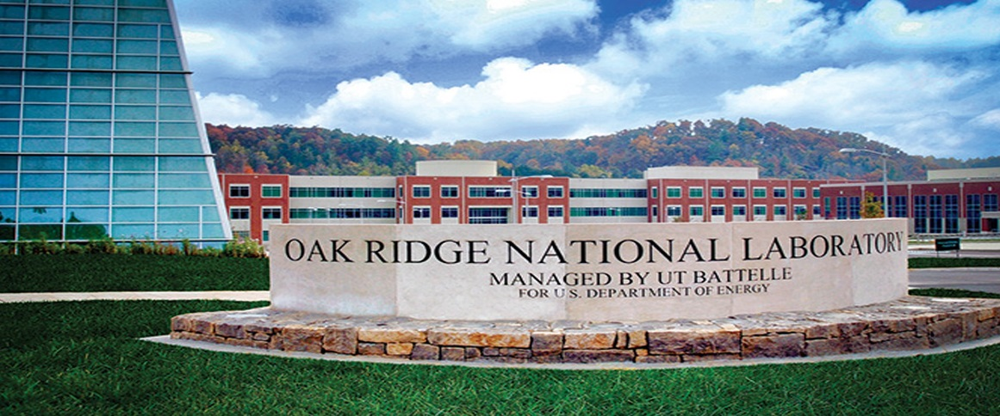 OAK RIDGE NATIONAL LABORATORY
MANAGED BY UT BATTELLE
FOR U.S. DEPARTMENT OF ENERGY